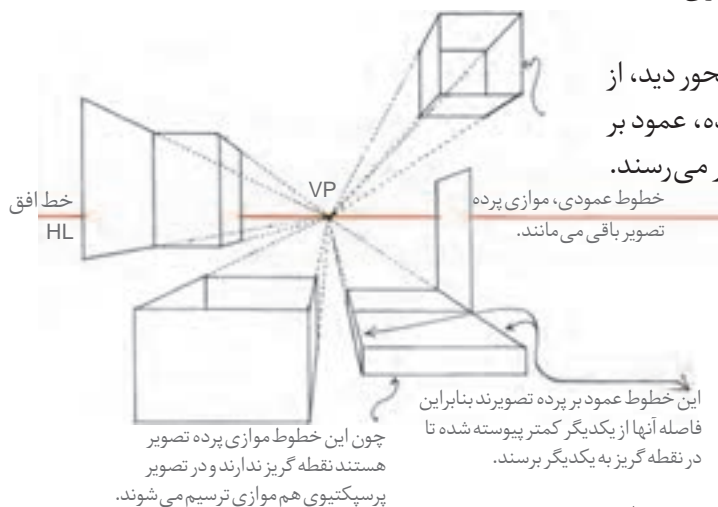 حور دید، از
ده، عمود بر
ر می‌رسند.
خط افق
HL
VP
خطوط عمودی، موازی پرده
تصویر باقی می‌مانند.
این خطوط عمود بر پرده تصویرند بنابراین
فاصله آنها از یکدیگر کمتر پیوسته شده تا
در نقطه گریز به یکدیگر برسند.
چون این خطوط موازی پرده تصویر
هستند نقطه گریز ندارند و در تصویر
پرسپکتیوی هم موازی ترسیم می‌شوند.